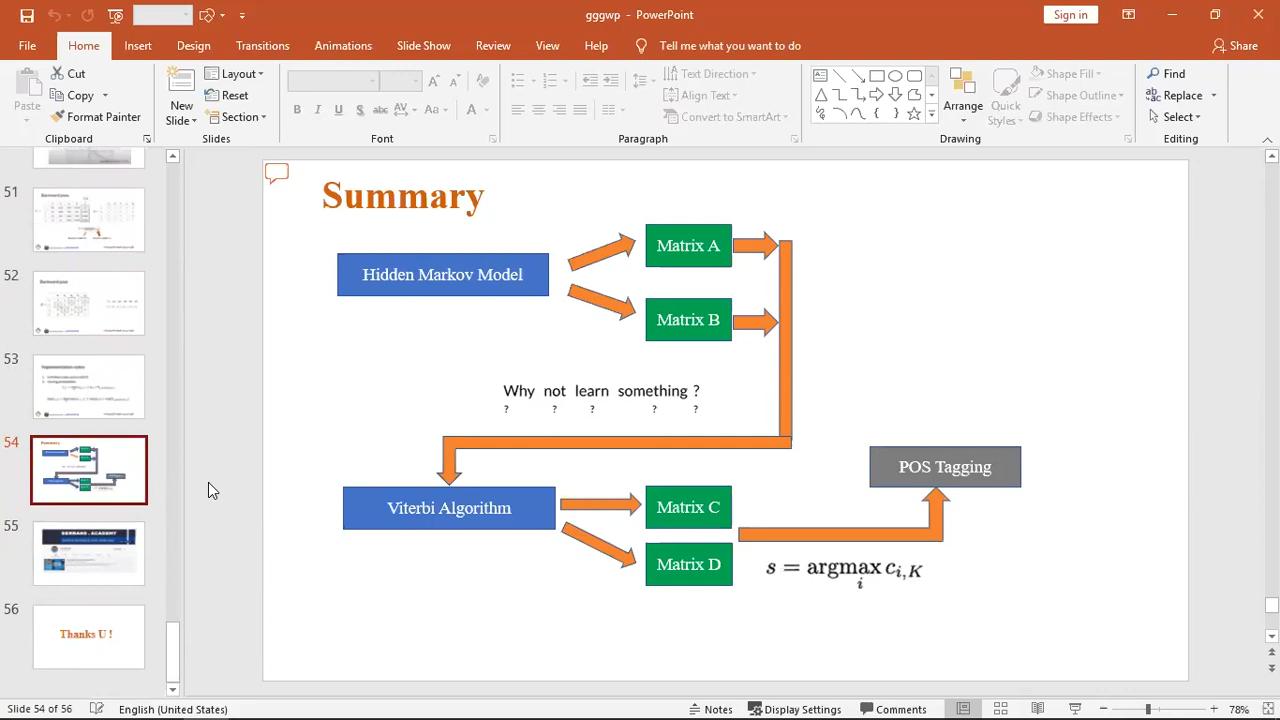 gggwp - PowerPoint
Sign in
File Home Insert Design Transitions Animations Slide Show Review View Help Tell me what you want to do Share
Paste
Cut
Copy
Format Painter
Clipboard
New Slide
Layout
Reset
Section
Slides
B I U S abc AV Aa A
Font
Text Direction
Align Text
Convert to SmartArt
Paragraph
Arrange
Quick Styles
Shape Fill
Shape Outline
Shape Effects
Drawing
Find
Replace
Select
Editing
51
52
53
54
55
56
SERRANO.ACADEMY
Thanks U !
Summary
Hidden Markov Model
Matrix A
Matrix B
Why not learn something ?
? ? ? ? ?
Viterbi Algorithm
Matrix C
Matrix D
POS Tagging
s = argmax c_{i,K}
i
Slide 54 of 56 English (United States) Notes Display Settings Comments 78%